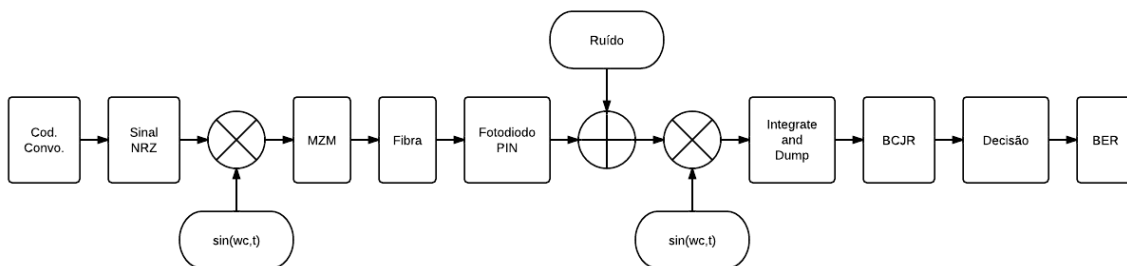 Ruído
Cod.
Convo.
Sinal
NRZ
MZM
Fibra
Fotodiodo
PIN
Integrate
and
Dump
BCJR
Decisão
BER
sin(wc,t)
sin(wc,t)